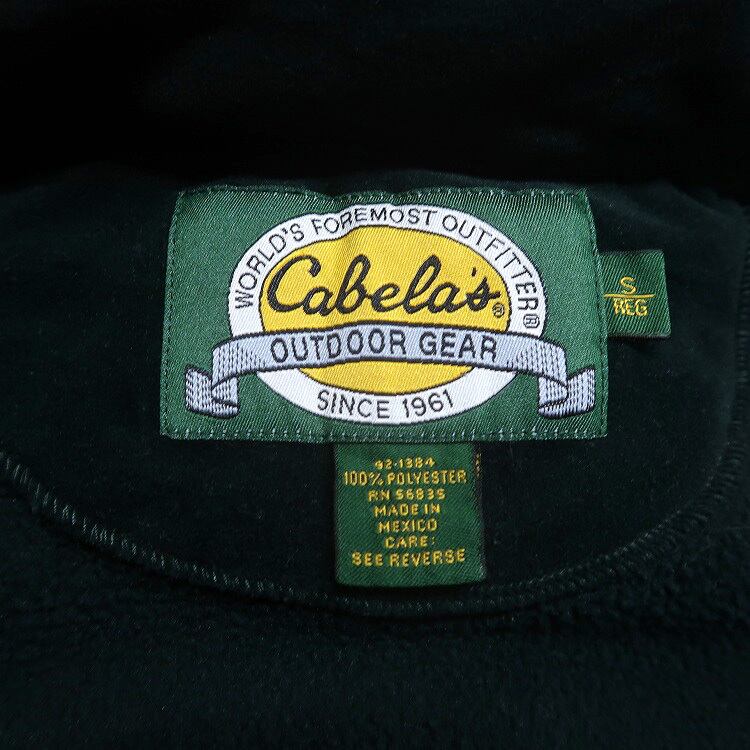 WORLD'S FOREMOST OUTFITTER®
Cabela's®
OUTDOOR GEAR
SINCE 1961
S
REG
42-1384
100% POLYESTER
RN 56835
MADE IN
MEXICO
CARE:
SEE REVERSE